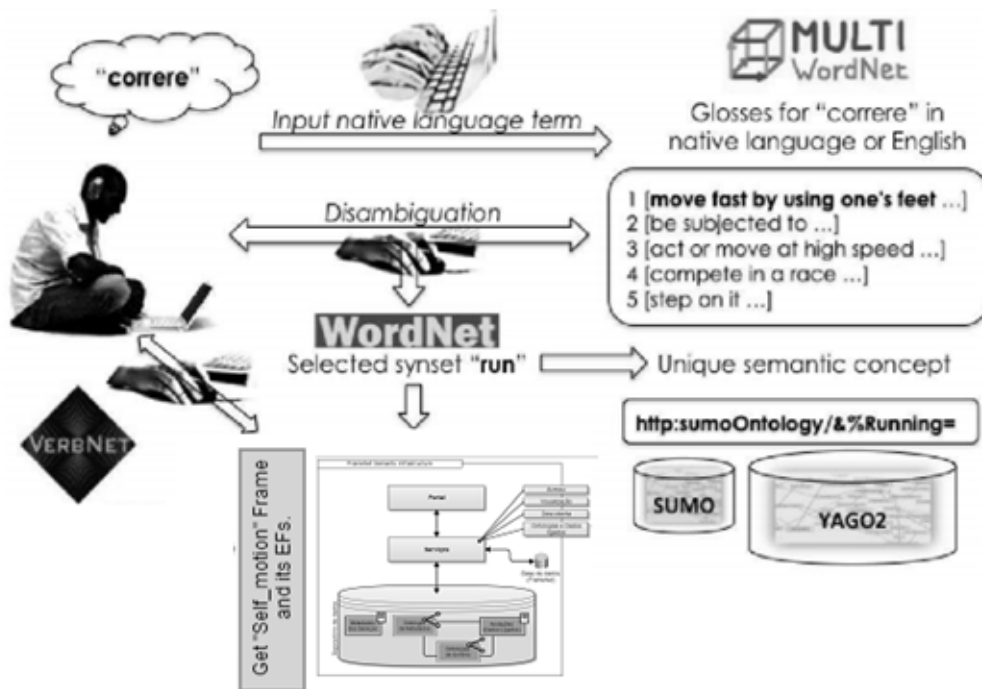 "correre"
MULTI
WordNet
Input native language term
Glosses for "correre" in
native language or English
Disambiguation
1 [move fast by using one's feet ...]
2 [be subjected to ...]
3 [act or move at high speed ...]
4 [compete in a race ...]
5 [step on it ...]
WordNet
Selected synset "run"
Unique semantic concept
VERBNET
http:sumoOntology/&%Running=
SUMO
YAGO2
Get "Self_motion" Frame
and its EFs.
Portal
Serviços